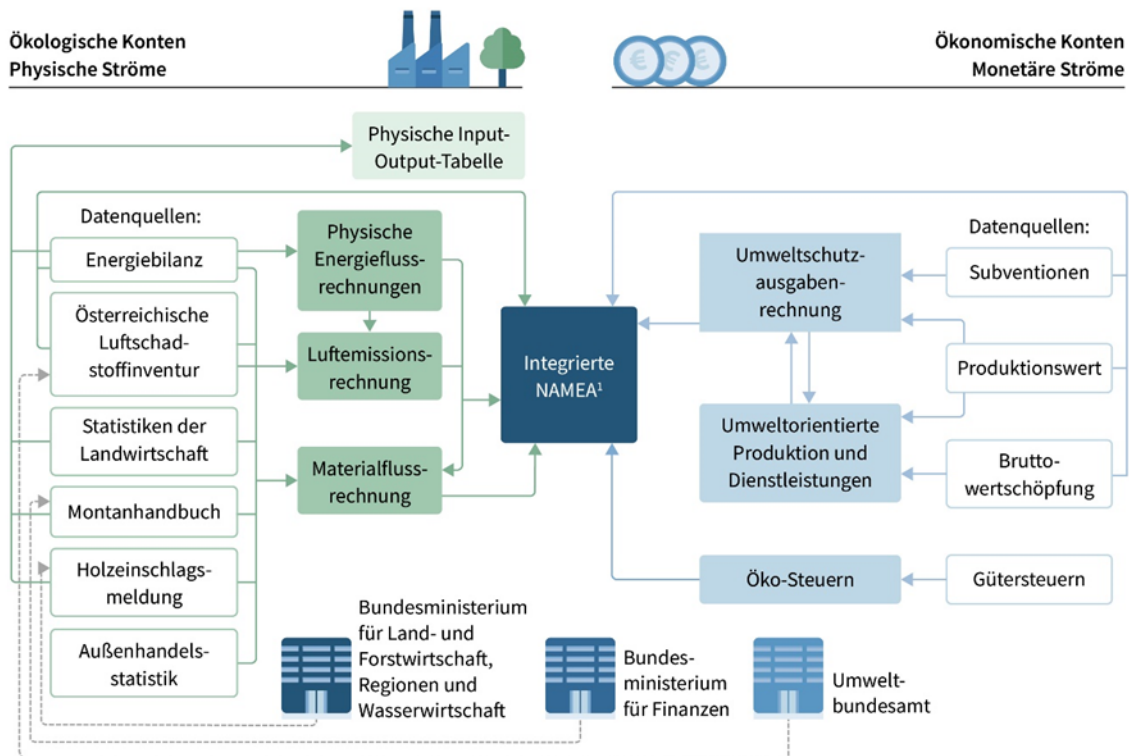 Ökologische Konten
Physische Ströme
Ökonomische Konten
Monetäre Ströme
Physische Input-
Output-Tabelle
Datenquellen:
Energiebilanz
Österreichische
Luftschad-
stoffinventur
Statistiken der
Landwirtschaft
Montanhandbuch
Holzeinschlags-
meldung
Außenhandels-
statistik
Physische
Energiefluss-
rechnungen
Luftemissions-
rechnung
Materialfluss-
rechnung
Integrierte
NAMEA¹
Umweltschutz-
ausgaben-
rechnung
Umweltorientierte
Produktion und
Dienstleistungen
Öko-Steuern
Datenquellen:
Subventionen
Produktionswert
Brutto-
wertschöpfung
Gütersteuern
Bundesministerium
für Land- und
Forstwirtschaft,
Regionen und
Wasserwirtschaft
Bundes-
ministerium
für Finanzen
Umwelt-
bundesamt